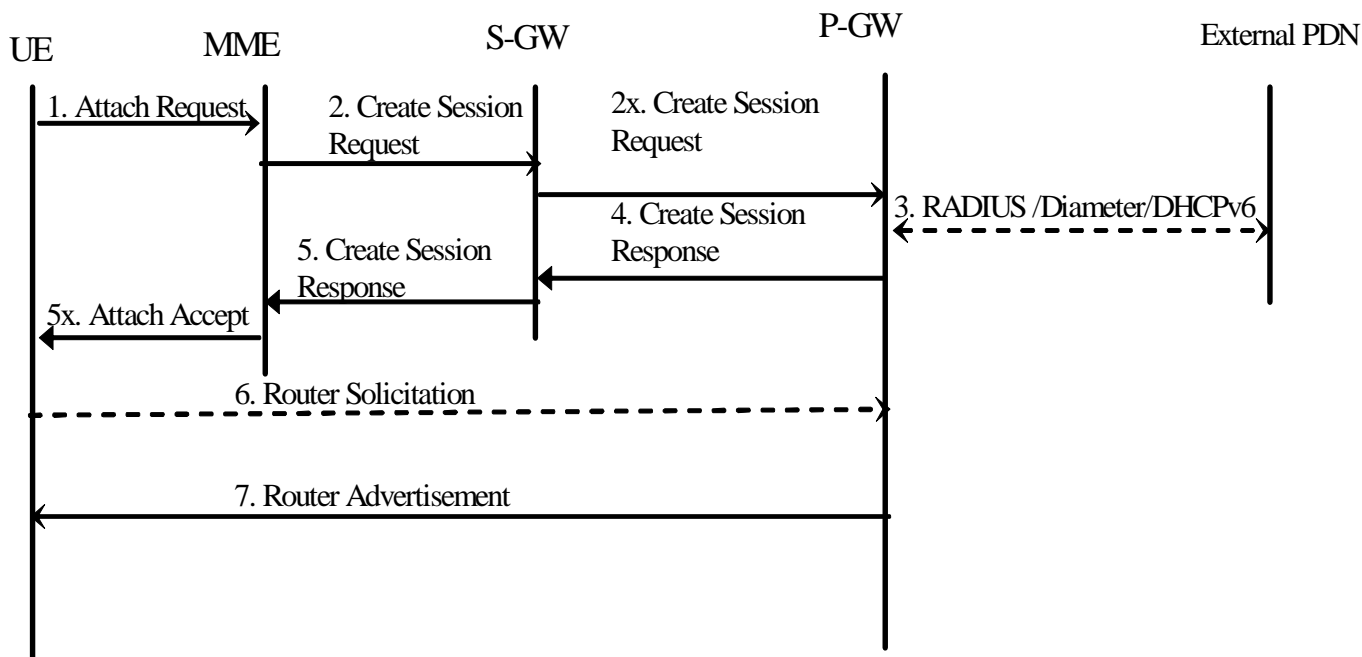 UE
MME
S-GW
P-GW
External PDN
1. Attach Request
2. Create Session
Request
2x. Create Session
Request
3. RADIUS /Diameter/DHCPv6
4. Create Session
Response
5. Create Session
Response
5x. Attach Accept
6. Router Solicitation
7. Router Advertisement